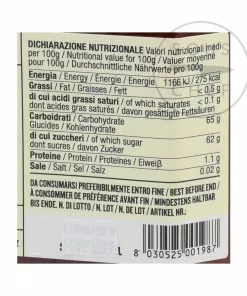 DICHIARAZIONE NUTRIZIONALE Valori nutrizionali medi
per 100g / Nutritional value for 100g / Valuer moyenne
pour 100g / Durchschnittliche Nährwerte pro 100g
Energia / Energy / Énergie / Energie 1166 kJ / 275 kcal
Grassi / Fat / Graisses / Fett < 0.5 g
di cui acidi grassi saturi / of which saturates < 0.1 g
dont acides gras saturés / davon gesättigte Fettsäuren
Carboidrati / Carbohydrate 65 g
Glucides / Kohlenhydrate
di cui zuccheri / of which sugars 62 g
dont sucres / davon Zucker
Proteine / Protein / Proteines / Eiweiß 1.1 g
Sale / Salt / Sel / Salz 0.02 g
DA CONSUMARSI PREFERIBILMENTE ENTRO FINE / BEST BEFORE END /
À CONSOMMER DE PRÉFÉRENCE AVANT FIN / MINDESTENS HALTBAR
BIS ENDE. N. DI LOTTO / N. LOT / N. DE LOT / ARTIKEL NR.:
8 030525 001987